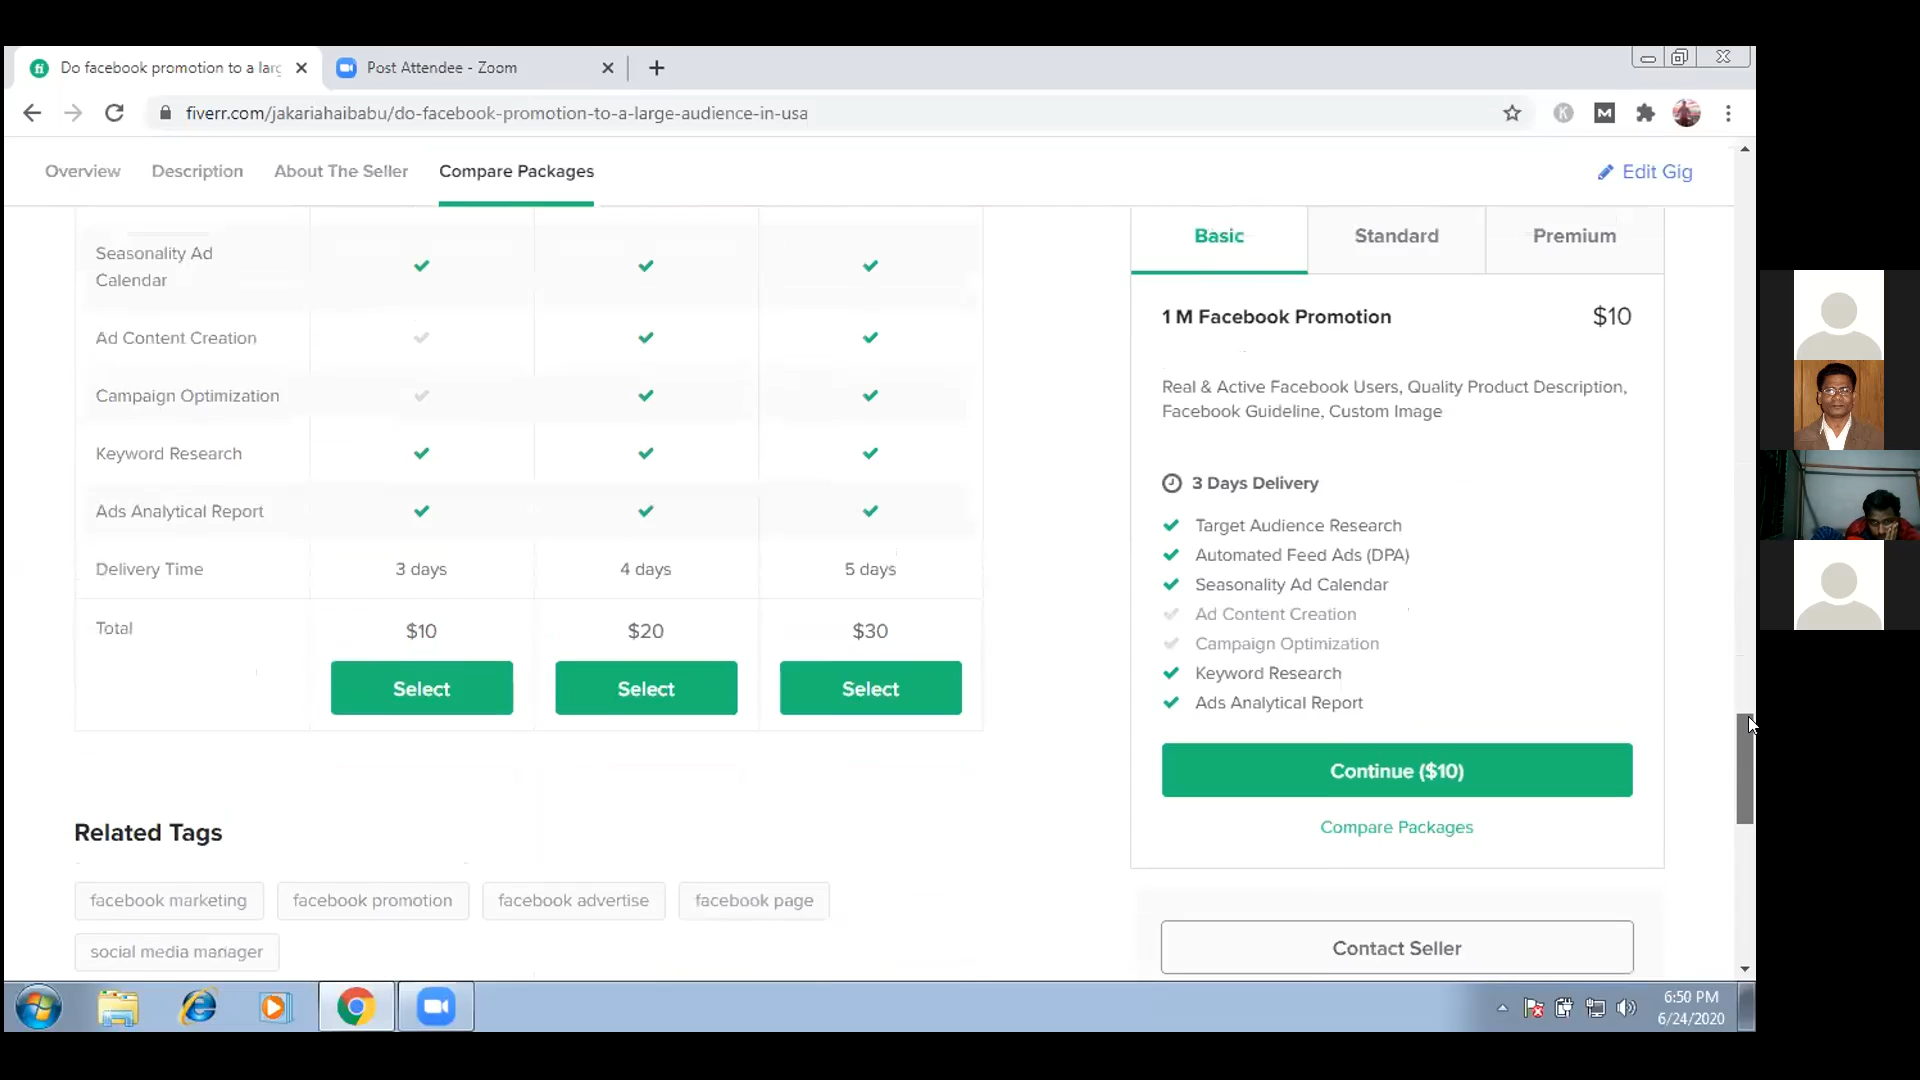 Do facebook promotion to a larg
Post Attendee - Zoom
fiverr.com/jakariahaibabu/do-facebook-promotion-to-a-large-audience-in-usa
Overview Description About The Seller Compare Packages
Edit Gig
Seasonality Ad
Calendar
Ad Content Creation
Campaign Optimization
Keyword Research
Ads Analytical Report
Delivery Time 3 days 4 days 5 days
Total $10 $20 $30
Select Select Select
Related Tags
facebook marketing facebook promotion facebook advertise facebook page
social media manager
Basic Standard Premium
1 M Facebook Promotion $10
Real & Active Facebook Users, Quality Product Description,
Facebook Guideline, Custom Image
3 Days Delivery
Target Audience Research
Automated Feed Ads (DPA)
Seasonality Ad Calendar
Ad Content Creation
Campaign Optimization
Keyword Research
Ads Analytical Report
Continue ($10)
Compare Packages
Contact Seller
6:50 PM
6/24/2020